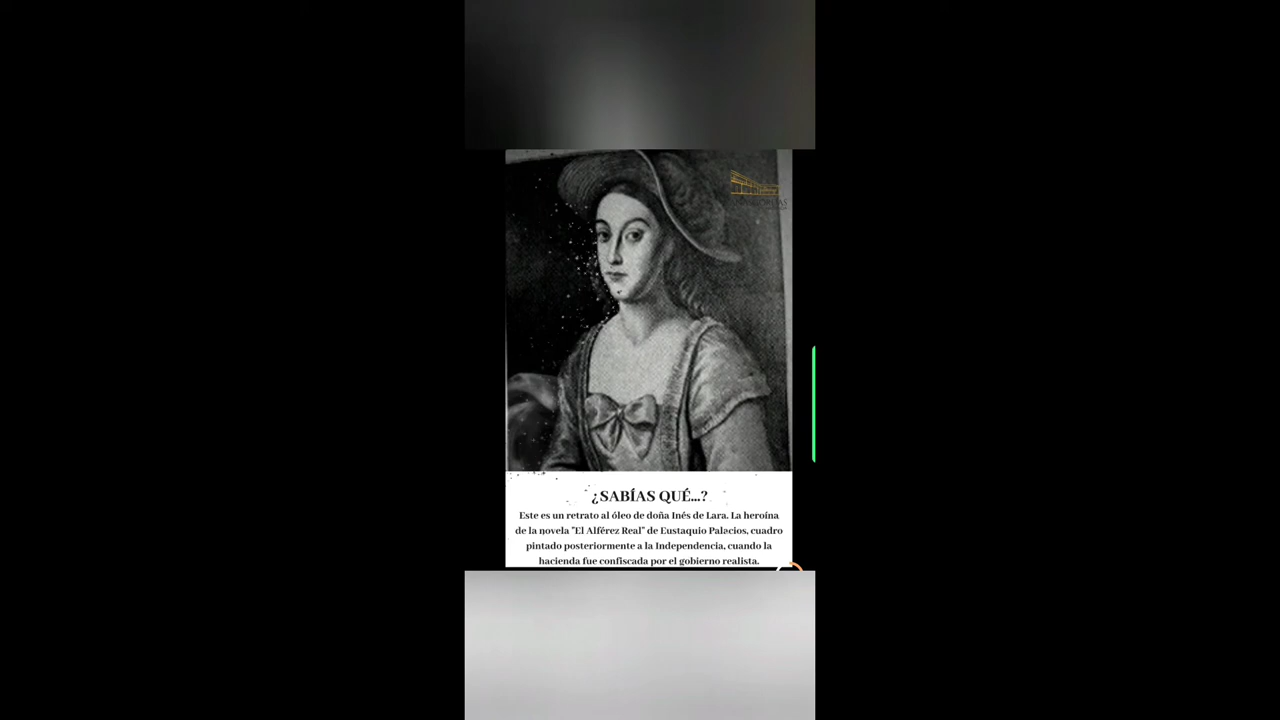 ¿SABÍAS QUÉ...?
Este es un retrato al óleo de doña Inés de Lara. La heroína
de la novela "El Alférez Real" de Eustaquio Palacios, cuadro
pintado posteriormente a la Independencia, cuando la
hacienda fue confiscada por el gobierno realista.